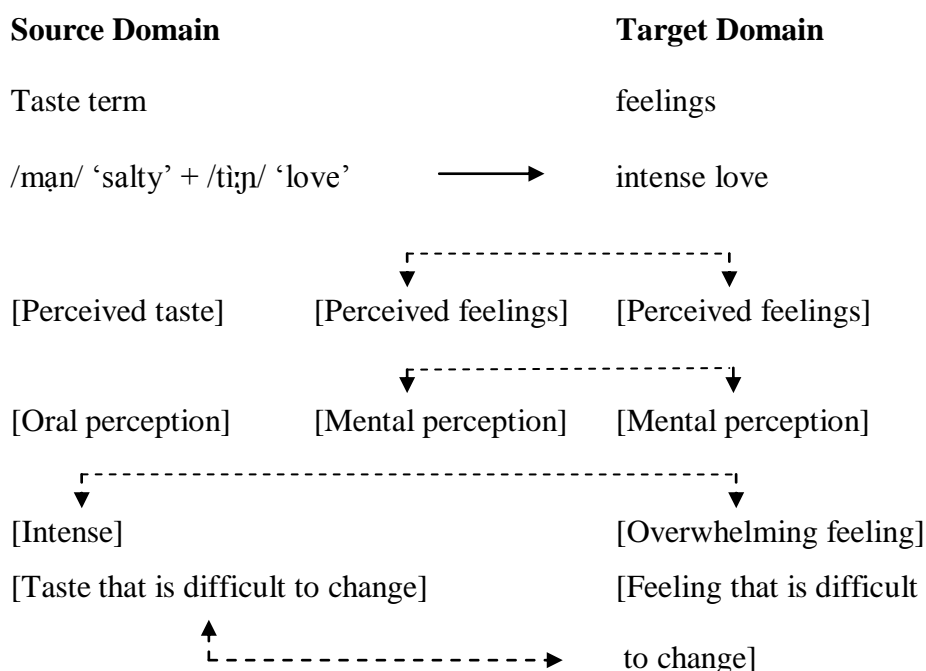 Source Domain Target Domain
Taste term feelings
/mạn/ ‘salty’ + /tìːɲ/ ‘love’ intense love
[Perceived taste] [Perceived feelings] [Perceived feelings]
[Oral perception] [Mental perception] [Mental perception]
[Intense] [Overwhelming feeling]
[Taste that is difficult to change] [Feeling that is difficult
to change]